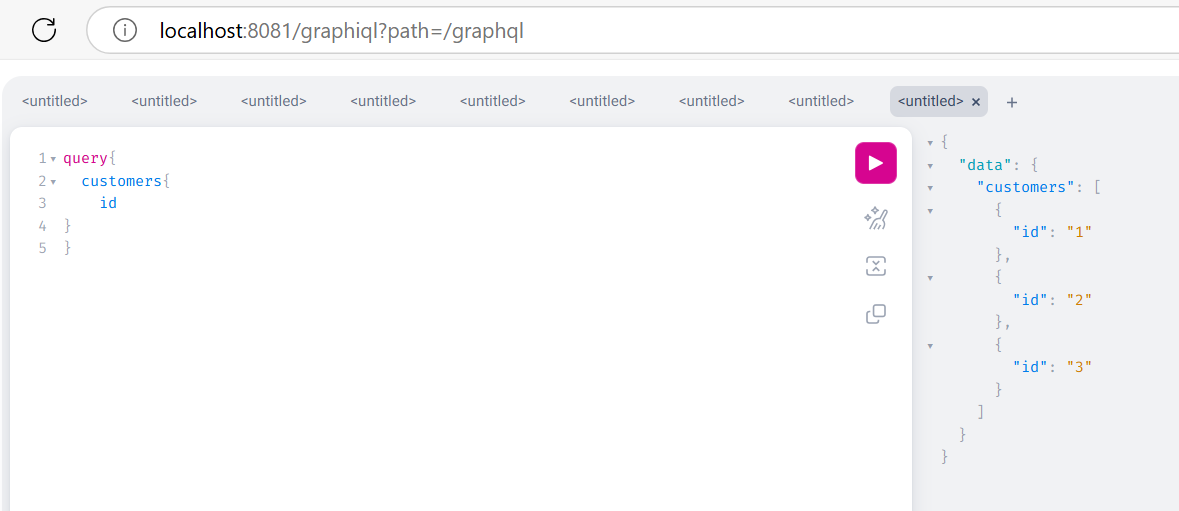 localhost:8081/graphiql?path=/graphql
<untitled> <untitled> <untitled> <untitled> <untitled> <untitled> <untitled> <untitled> <untitled> × +
1 query{
2 customers{
3 id
4 }
5 }
{
"data": {
"customers": [
{
"id": "1"
},
{
"id": "2"
},
{
"id": "3"
}
]
}
}